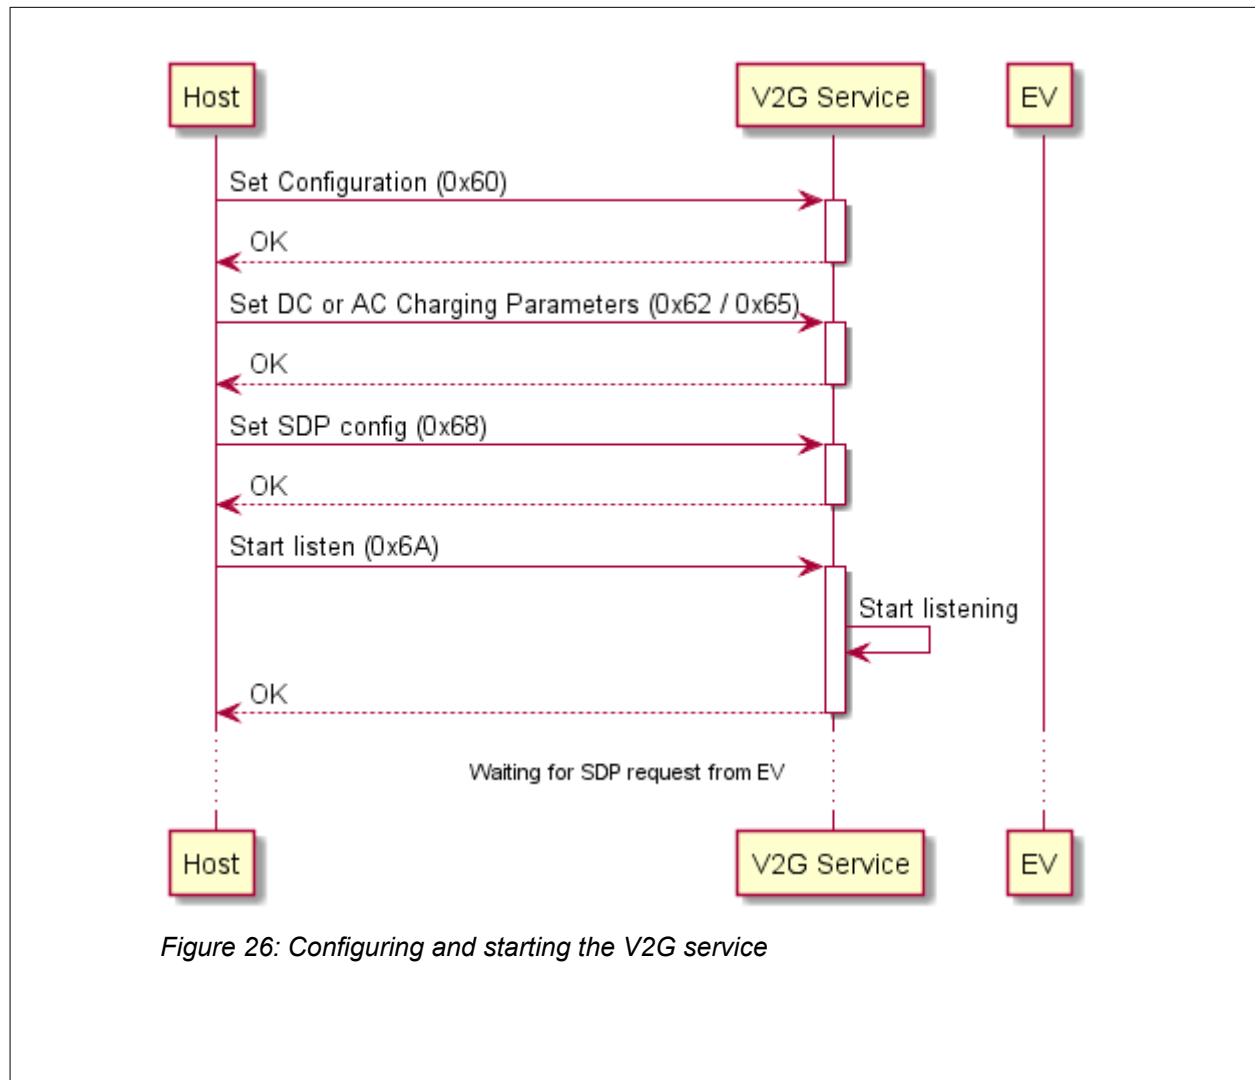 Host
V2G Service
EV
Set Configuration (0x60)
OK
Set DC or AC Charging Parameters (0x62 / 0x65)
OK
Set SDP config (0x68)
OK
Start listen (0x6A)
Start listening
OK
Waiting for SDP request from EV
Host
V2G Service
EV
Figure 26: Configuring and starting the V2G service